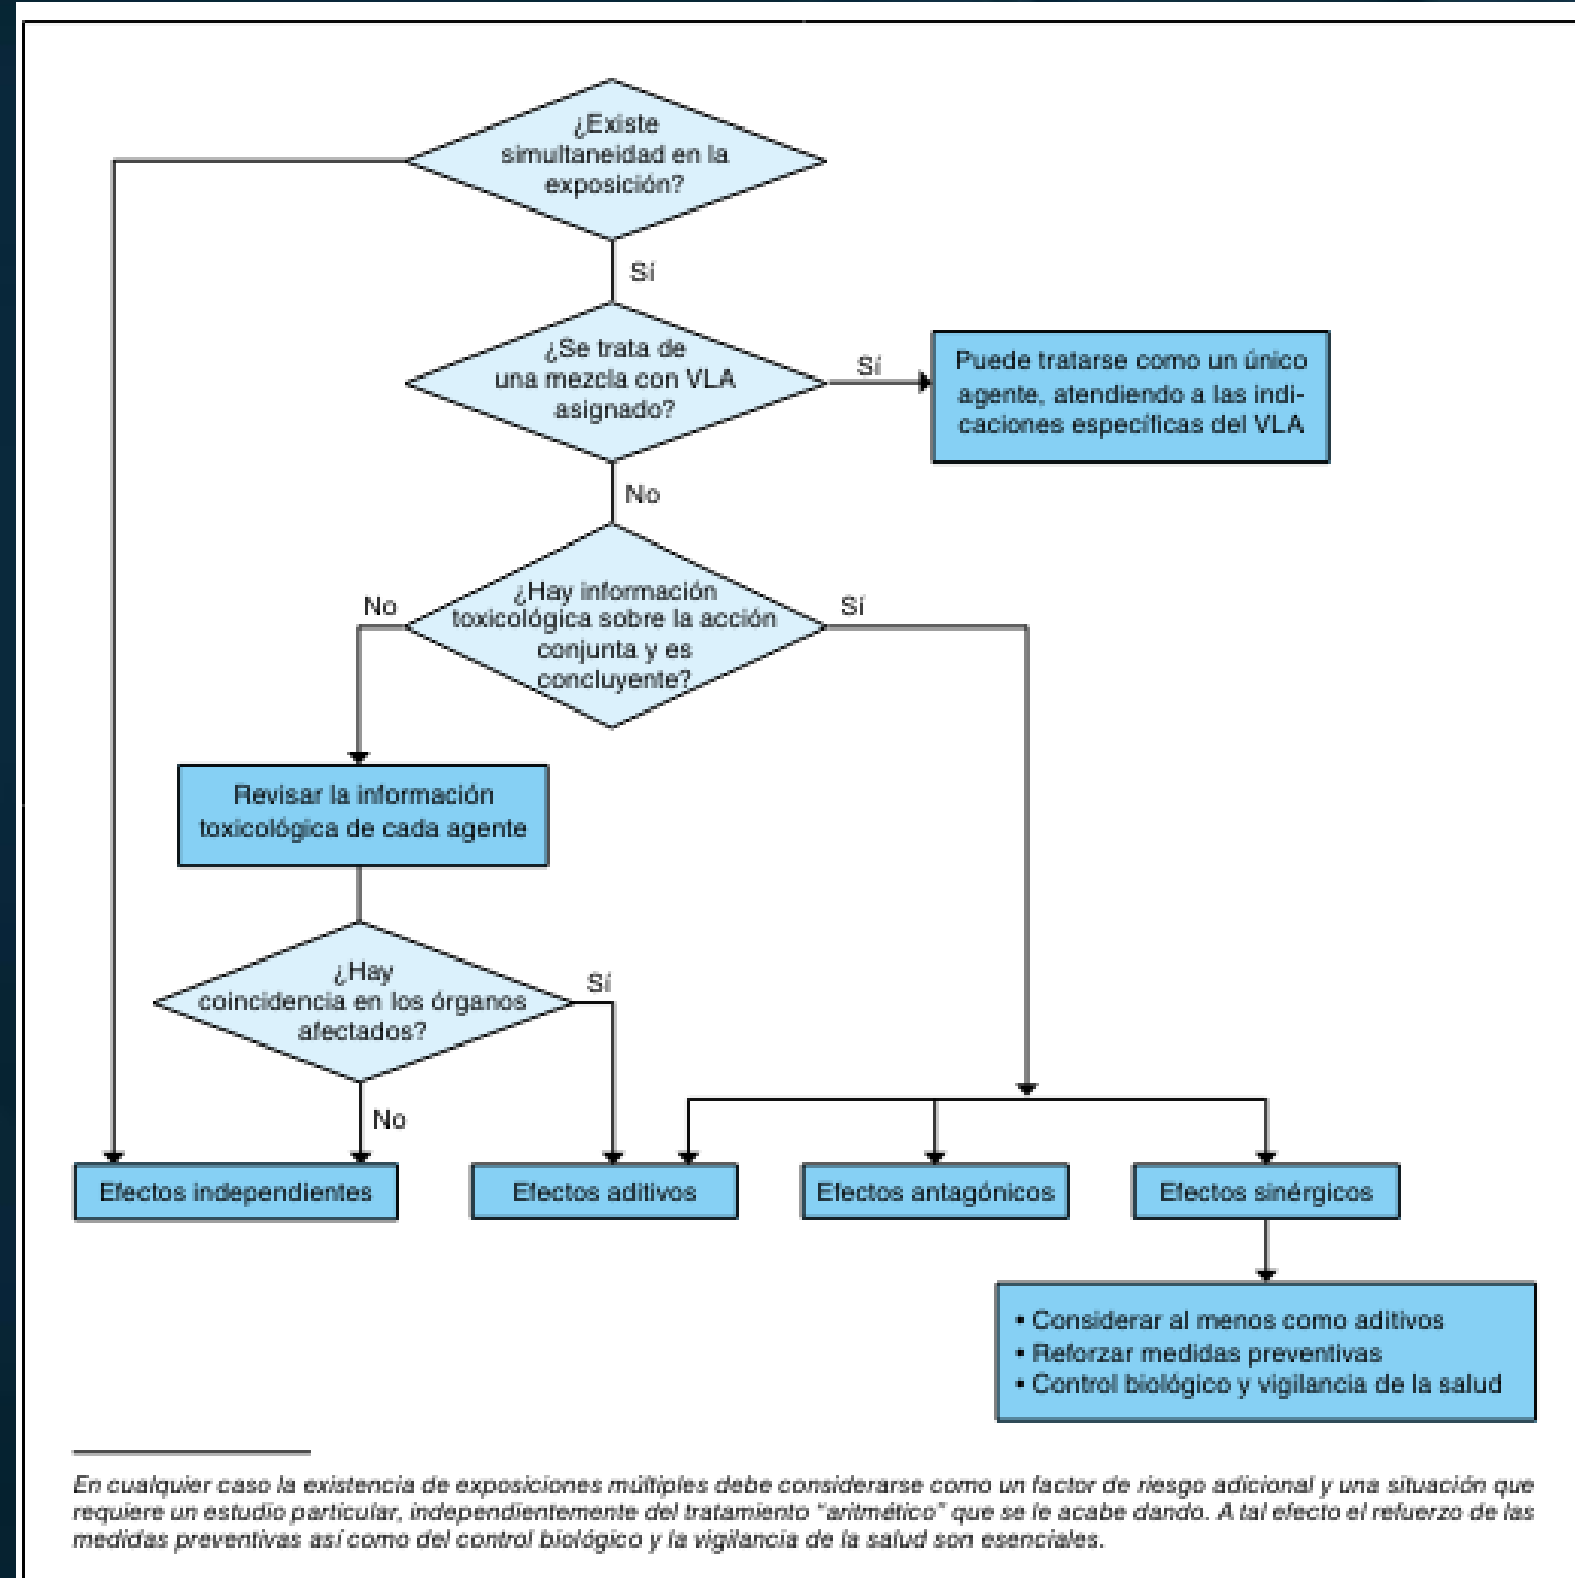 ¿Existe
simultaneidad en la
exposición?
Sí
¿Se trata de
una mezcla con VLA
asignado?
Sí
Puede tratarse como un único
agente, atendiendo a las indi-
caciones específicas del VLA
No
¿Hay información
toxicológica sobre la acción
conjunta y es
concluyente?
No
Sí
Revisar la información
toxicológica de cada agente
¿Hay
coincidencia en los órganos
afectados?
Sí
No
Efectos independientes
Efectos aditivos
Efectos antagónicos
Efectos sinérgicos
• Considerar al menos como aditivos
• Reforzar medidas preventivas
• Control biológico y vigilancia de la salud
En cualquier caso la existencia de exposiciones múltiples debe considerarse como un factor de riesgo adicional y una situación que
requiere un estudio particular, independientemente del tratamiento "aritmético" que se le acabe dando. A tal efecto el refuerzo de las
medidas preventivas así como del control biológico y la vigilancia de la salud son esenciales.